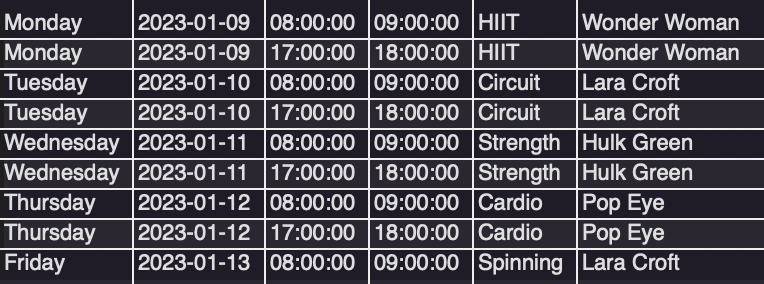 Monday 2023-01-09 08:00:00 09:00:00 HIIT Wonder Woman
Monday 2023-01-09 17:00:00 18:00:00 HIIT Wonder Woman
Tuesday 2023-01-10 08:00:00 09:00:00 Circuit Lara Croft
Tuesday 2023-01-10 17:00:00 18:00:00 Circuit Lara Croft
Wednesday 2023-01-11 08:00:00 09:00:00 Strength Hulk Green
Wednesday 2023-01-11 17:00:00 18:00:00 Strength Hulk Green
Thursday 2023-01-12 08:00:00 09:00:00 Cardio Pop Eye
Thursday 2023-01-12 17:00:00 18:00:00 Cardio Pop Eye
Friday 2023-01-13 08:00:00 09:00:00 Spinning Lara Croft